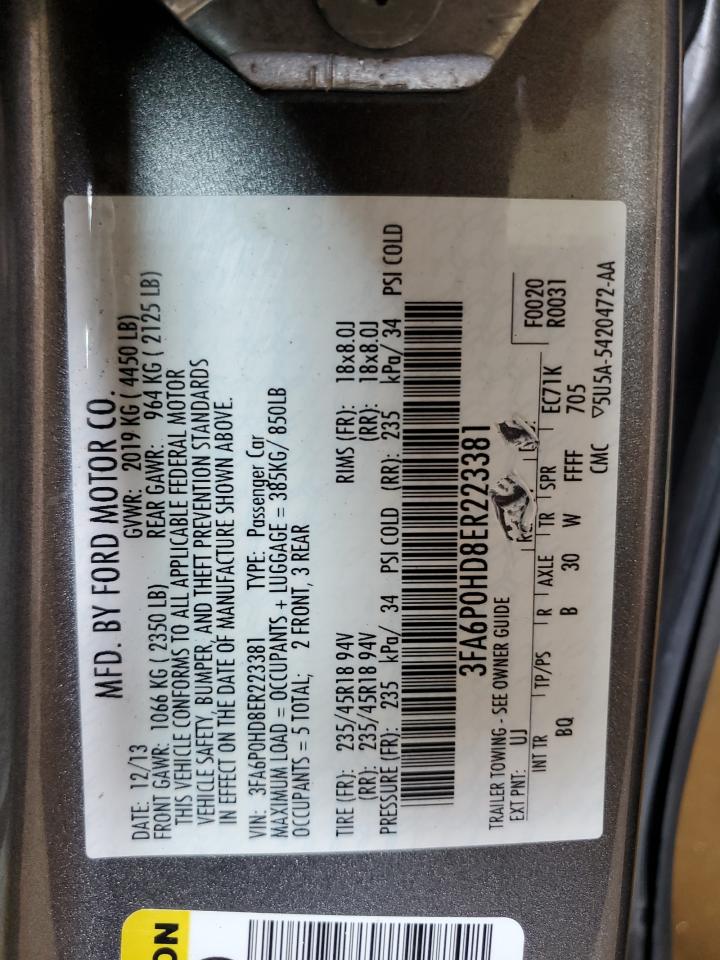 MFD. BY FORD MOTOR CO.
DATE: 12/13 GVWR: 2019 KG ( 4450 LB)
FRONT GAWR: 1066 KG ( 2350 LB) REAR GAWR: 964 KG ( 2125 LB)
THIS VEHICLE CONFORMS TO ALL APPLICABLE FEDERAL MOTOR
VEHICLE SAFETY, BUMPER, AND THEFT PREVENTION STANDARDS
IN EFFECT ON THE DATE OF MANUFACTURE SHOWN ABOVE.
VIN: 3FA6P0HD8ER223381 TYPE: Passenger Car
MAXIMUM LOAD = OCCUPANTS + LUGGAGE = 385KG/ 850LB
OCCUPANTS = 5 TOTAL; 2 FRONT, 3 REAR
TIRE (FR): 235/45R18 94V RIMS (FR): 18x8.0J
(RR): 235/45R18 94V (RR): 18x8.0J
PRESSURE (FR): 235 kPa/ 34 PSI COLD (RR): 235 kPa/ 34 PSI COLD
3FA6P0HD8ER223381
TRAILER TOWING - SEE OWNER GUIDE
EXT PNT: UJ F0020
R0031
INT TR TP/PS R AXLE TR SPR EC71K
BQ B 30 W FFFF 705
CMC ▽5U5A-5420472-AA
ON